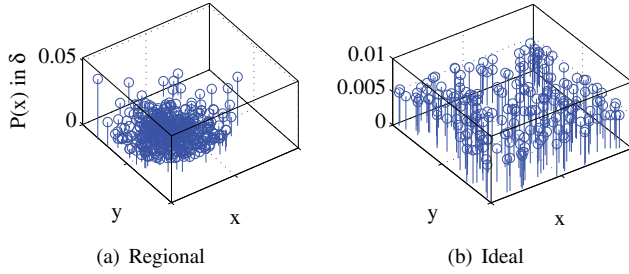 0.05
0
P(x) in δ
y
x
(a) Regional
0.01
0.005
0
y
x
(b) Ideal